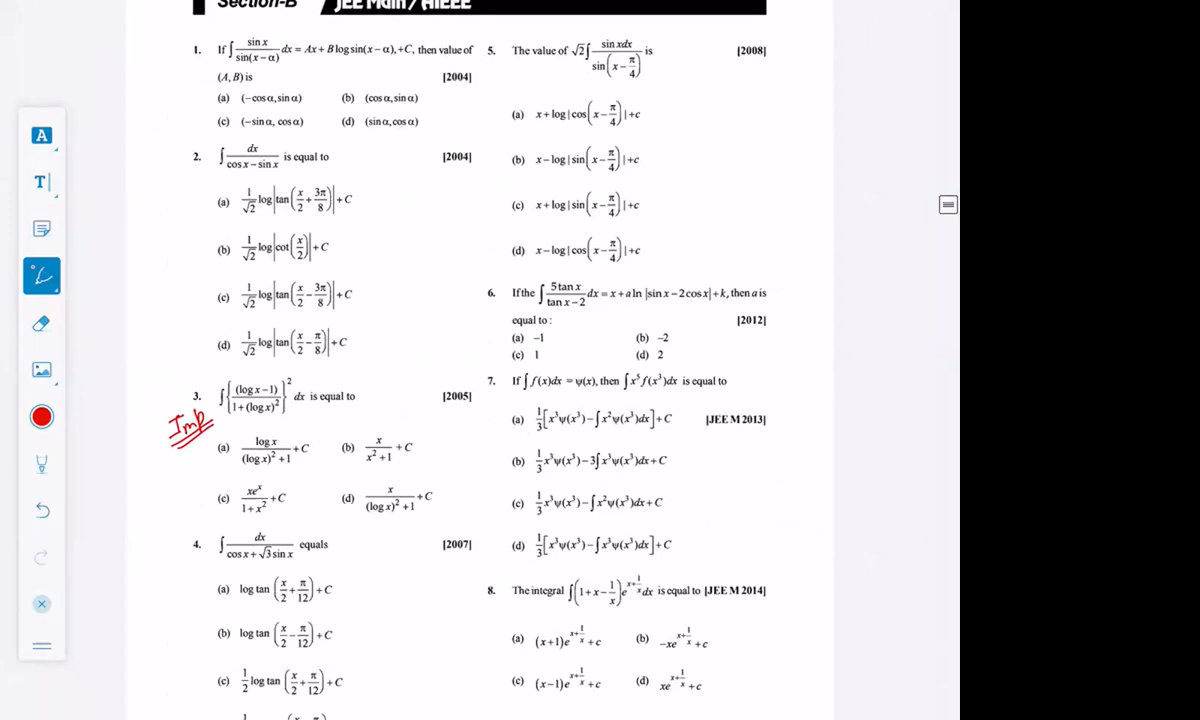 Section-B / JEE Main / AIEEE
1. If ∫ sin x / sin(x−α) dx = Ax + B log sin(x−α), +C, then value of
(A, B) is [2004]
(a) (−cos α, sin α) (b) (cos α, sin α)
(c) (−sin α, cos α) (d) (sin α, cos α)
2. ∫ dx / cos x − sin x is equal to [2004]
(a) 1/√2 log|tan(x/2 + 3π/8)| + C
(b) 1/√2 log|cot(x/2)| + C
(c) 1/√2 log|tan(x/2 − 3π/8)| + C
(d) 1/√2 log|tan(x/2 − π/8)| + C
3. ∫{(log x − 1) / 1 + (log x)²}² dx is equal to [2005]
Imp
(a) log x / (log x)² + 1 + C (b) x / x² + 1 + C
(c) xeˣ / 1 + x² + C (d) x / (log x)² + 1 + C
4. ∫ dx / cos x + √3 sin x equals [2007]
(a) log tan (x/2 + π/12) + C
(b) log tan (x/2 − π/12) + C
(c) 1/2 log tan (x/2 + π/12) + C
5. The value of √2 ∫ sin xdx / sin(x − π/4) is [2008]
(a) x + log | cos(x − π/4) | + c
(b) x − log | sin(x − π/4) | + c
(c) x + log | sin(x − π/4) | + c
(d) x − log | cos(x − π/4) | + c
6. If the ∫ 5 tan x / tan x − 2 dx = x + a ln |sin x − 2 cos x| + k, then a is
equal to : [2012]
(a) −1 (b) −2
(c) 1 (d) 2
7. If ∫ f(x)dx = ψ(x), then ∫ x⁵ f(x³)dx is equal to
(a) 1/3 [x³ψ(x³) − ∫x²ψ(x³)dx] + C [JEE M 2013]
(b) 1/3 x³ψ(x³) − 3∫x³ψ(x³)dx + C
(c) 1/3 x³ψ(x³) − ∫x²ψ(x³)dx + C
(d) 1/3 [x³ψ(x³) − ∫x³ψ(x³)dx] + C
8. The integral ∫(1 + x − 1/x) e^(x+1/x) dx is equal to [JEE M 2014]
(a) (x+1)e^(x+1/x) + c (b) −xe^(x+1/x) + c
(c) (x−1)e^(x+1/x) + c (d) xe^(x+1/x) + c